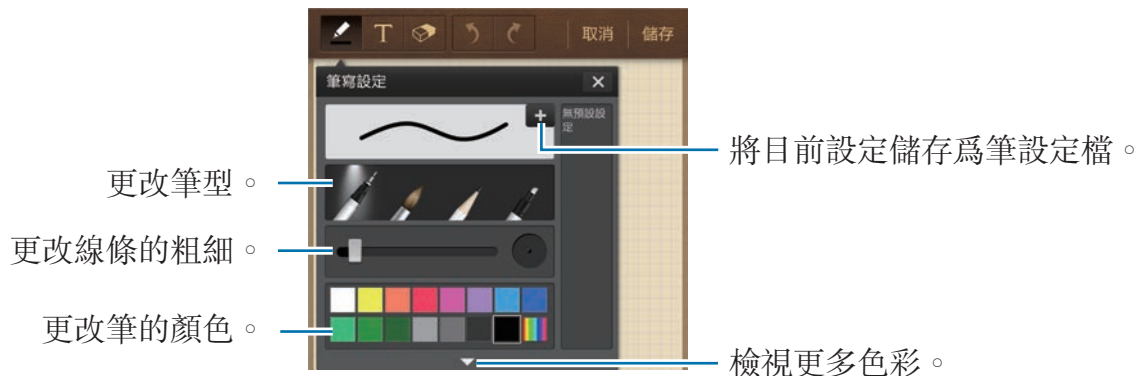 T
取消
儲存
筆寫設定
無預設設
定
將目前設定儲存爲筆設定檔。
更改筆型。
更改線條的粗細。
更改筆的顏色。
檢視更多色彩。